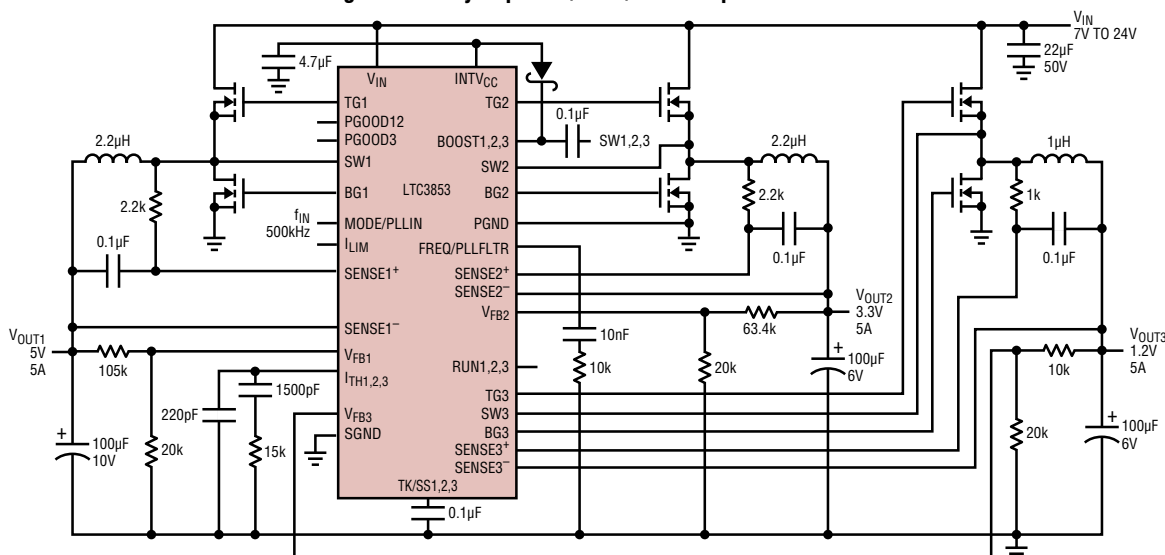 V_IN
7V TO 24V
22µF
50V
4.7µF
V_IN
INTV_CC
TG1
TG2
PGOOD12
PGOOD3
0.1µF
BOOST1,2,3
SW1,2,3
2.2µH
SW1
SW2
2.2µH
1µH
BG1
LTC3853
BG2
2.2k
2.2k
1k
f_IN
500kHz
MODE/PLLIN
PGND
I_LIM
FREQ/PLLFLTR
0.1µF
0.1µF
0.1µF
SENSE1+
SENSE2+
SENSE2–
V_OUT2
3.3V
5A
SENSE1–
V_FB2
63.4k
V_OUT1
5V
5A
105k
V_FB1
10nF
10k
V_OUT3
1.2V
5A
I_TH1,2,3
RUN1,2,3
20k
100µF
6V
10k
1500pF
220pF
V_FB3
TG3
SW3
SGND
BG3
+
+
+
100µF
10V
20k
15k
SENSE3+
SENSE3–
20k
100µF
6V
TK/SS1,2,3
0.1µF